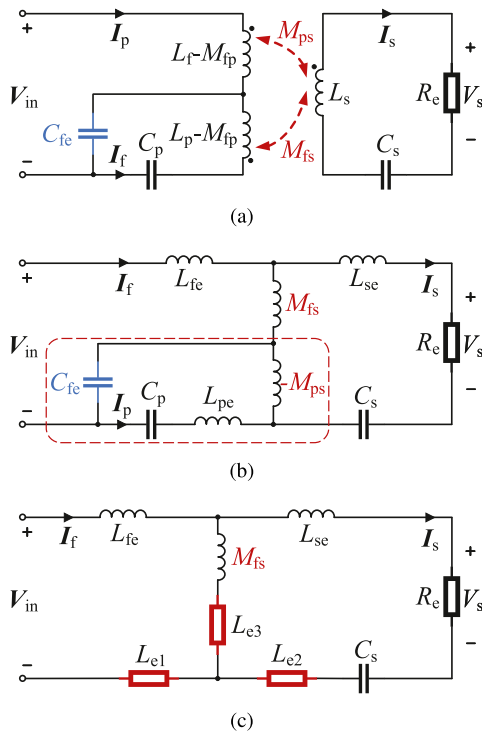 + I_p L_f-M_fp M_ps I_s +
V_in C_fe C_p L_p-M_fp L_s R_e V_s
− I_f M_fs C_s −
(a)
+ I_f L_fe L_se I_s +
M_fs
V_in C_fe C_p L_pe -M_ps R_e V_s
− I_p C_s −
(b)
+ I_f L_fe L_se I_s +
M_fs
V_in L_e3 R_e V_s
− L_e1 L_e2 C_s −
(c)